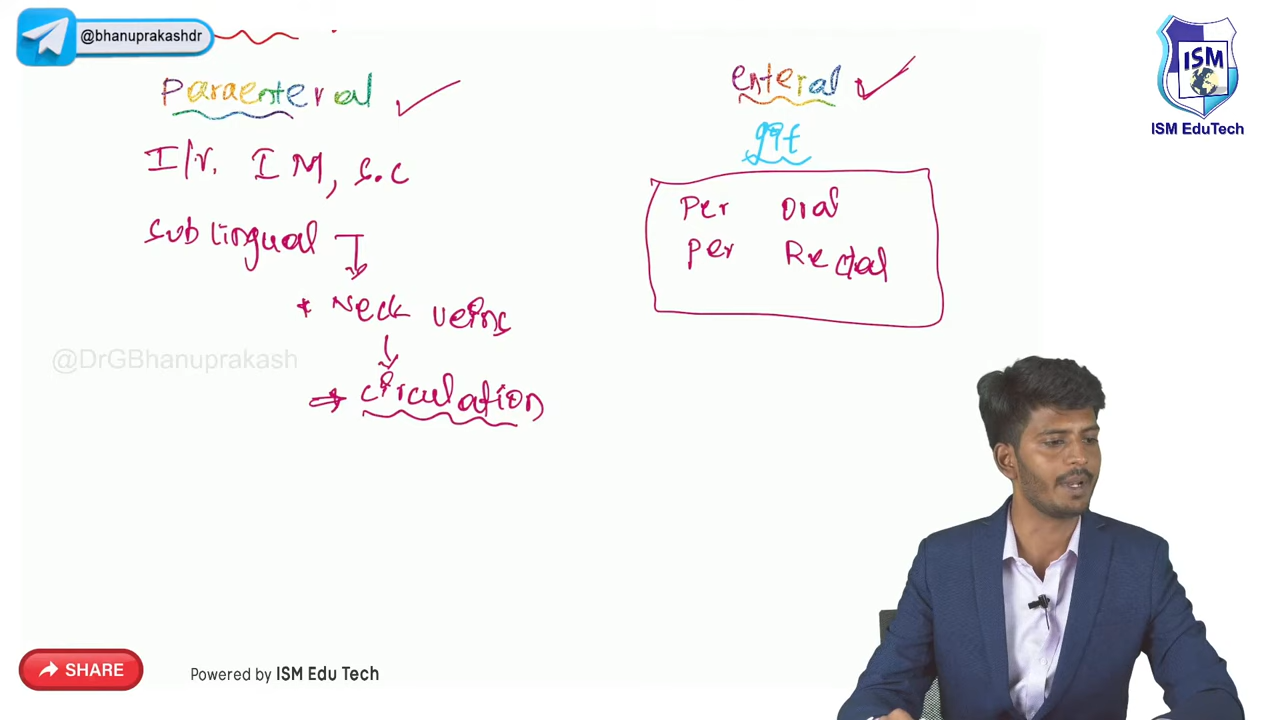 @bhanuprakashdr
ISM
ISM EduTech
Paraenteral
I/v. IM, s.c
Sublingual
* Neck veins
circulation
enteral
git
Per Oral
Per Rectal
@DrGBhanuprakash
SHARE
Powered by ISM Edu Tech